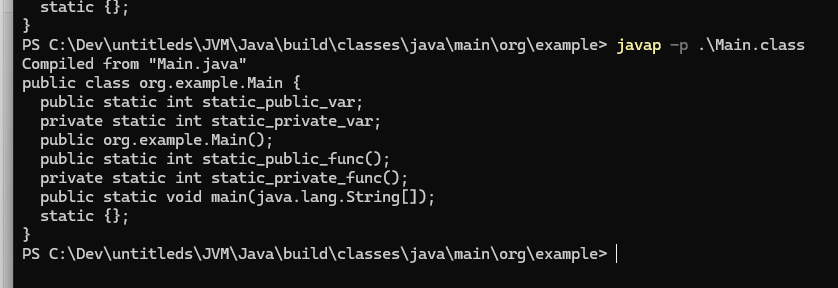 static {};
}
PS C:\Dev\untitleds\JVM\Java\build\classes\java\main\org\example> javap -p .\Main.class
Compiled from "Main.java"
public class org.example.Main {
  public static int static_public_var;
  private static int static_private_var;
  public org.example.Main();
  public static int static_public_func();
  private static int static_private_func();
  public static void main(java.lang.String[]);
  static {};
}
PS C:\Dev\untitleds\JVM\Java\build\classes\java\main\org\example>